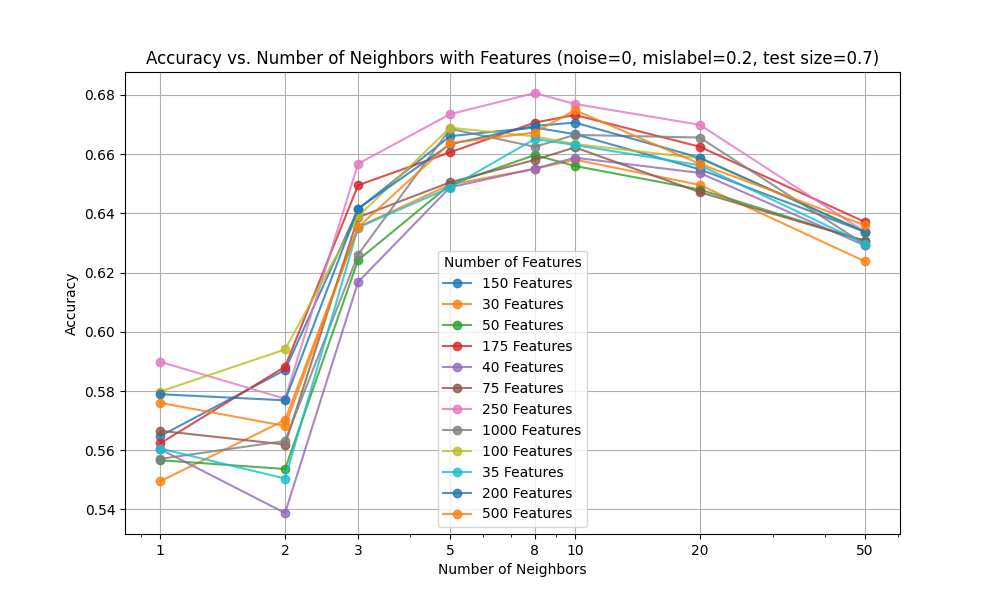 Accuracy vs. Number of Neighbors with Features (noise=0, mislabel=0.2, test size=0.7)
0.68
0.66
0.64
0.62
0.60
0.58
0.56
0.54
Accuracy
Number of Features
150 Features
30 Features
50 Features
175 Features
40 Features
75 Features
250 Features
1000 Features
100 Features
35 Features
200 Features
500 Features
1 2 3 5 8 10 20 50
Number of Neighbors